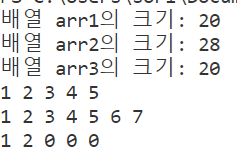 배열 arr1의 크기: 20
배열 arr2의 크기: 28
배열 arr3의 크기: 20
1 2 3 4 5
1 2 3 4 5 6 7
1 2 0 0 0